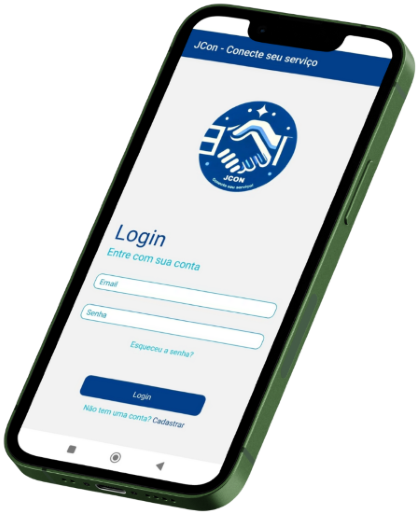 JCon - Conecte seu serviço
JCON
Conecte seu serviço
Login
Entre com sua conta
Email
Senha
Esqueceu a senha?
Login
Não tem uma conta? Cadastrar